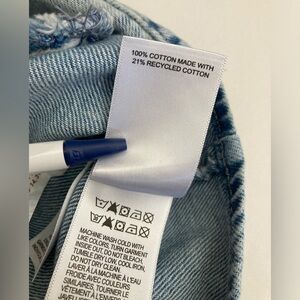 100% COTTON MADE WITH
21% RECYCLED COTTON
MACHINE WASH COLD WITH
LIKE COLORS, TURN GARMENT
INSIDE OUT, DO NOT BLEACH,
TUMBLE DRY LOW, COOL IRON,
DO NOT DRY CLEAN.
LAVER À LA MACHINE À L'EAU
FROIDE AVEC COULEURS
SIMILAIRES, TOURNER LE
VÊTEMENT À L'ENVERS